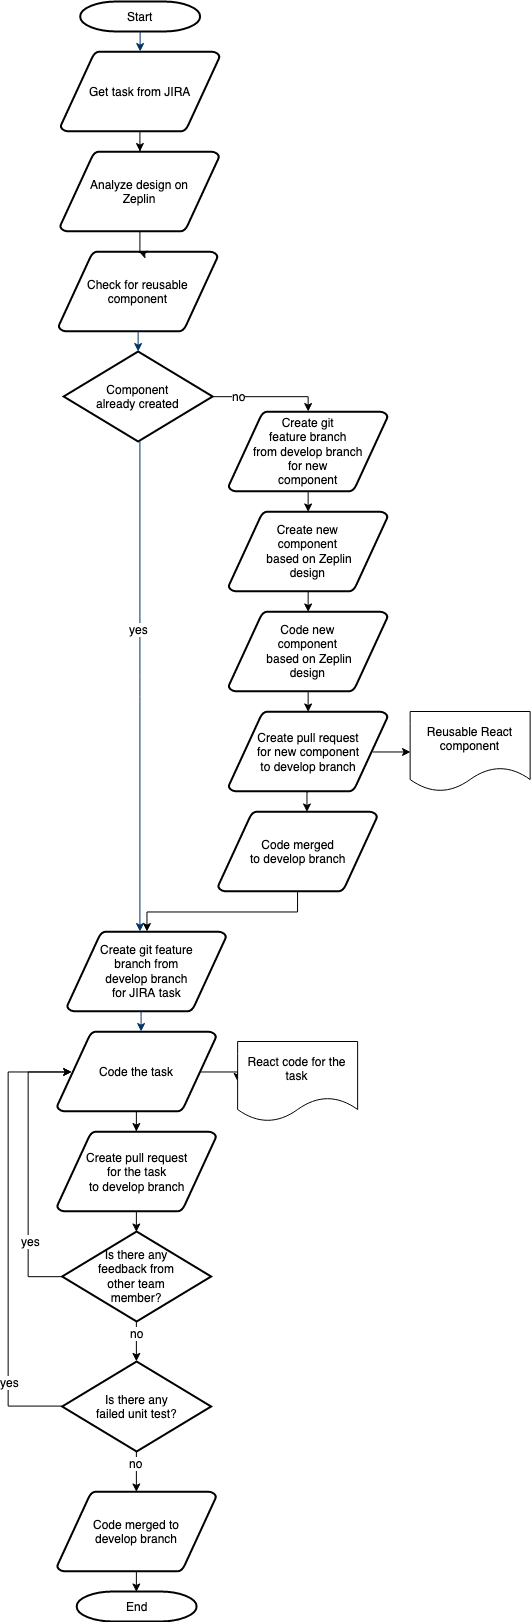 Start
Get task from JIRA
Analyze design on
Zeplin
Check for reusable
component
Component
already created
no
Create git
feature branch
from develop branch
for new
component
Create new
component
based on Zeplin
design
Code new
component
based on Zeplin
design
yes
Create pull request
for new component
to develop branch
Reusable React
component
Code merged
to develop branch
Create git feature
branch from
develop branch
for JIRA task
Code the task
React code for the
task
Create pull request
for the task
to develop branch
yes
Is there any
feedback from
other team
member?
no
yes
Is there any
failed unit test?
no
Code merged to
develop branch
End